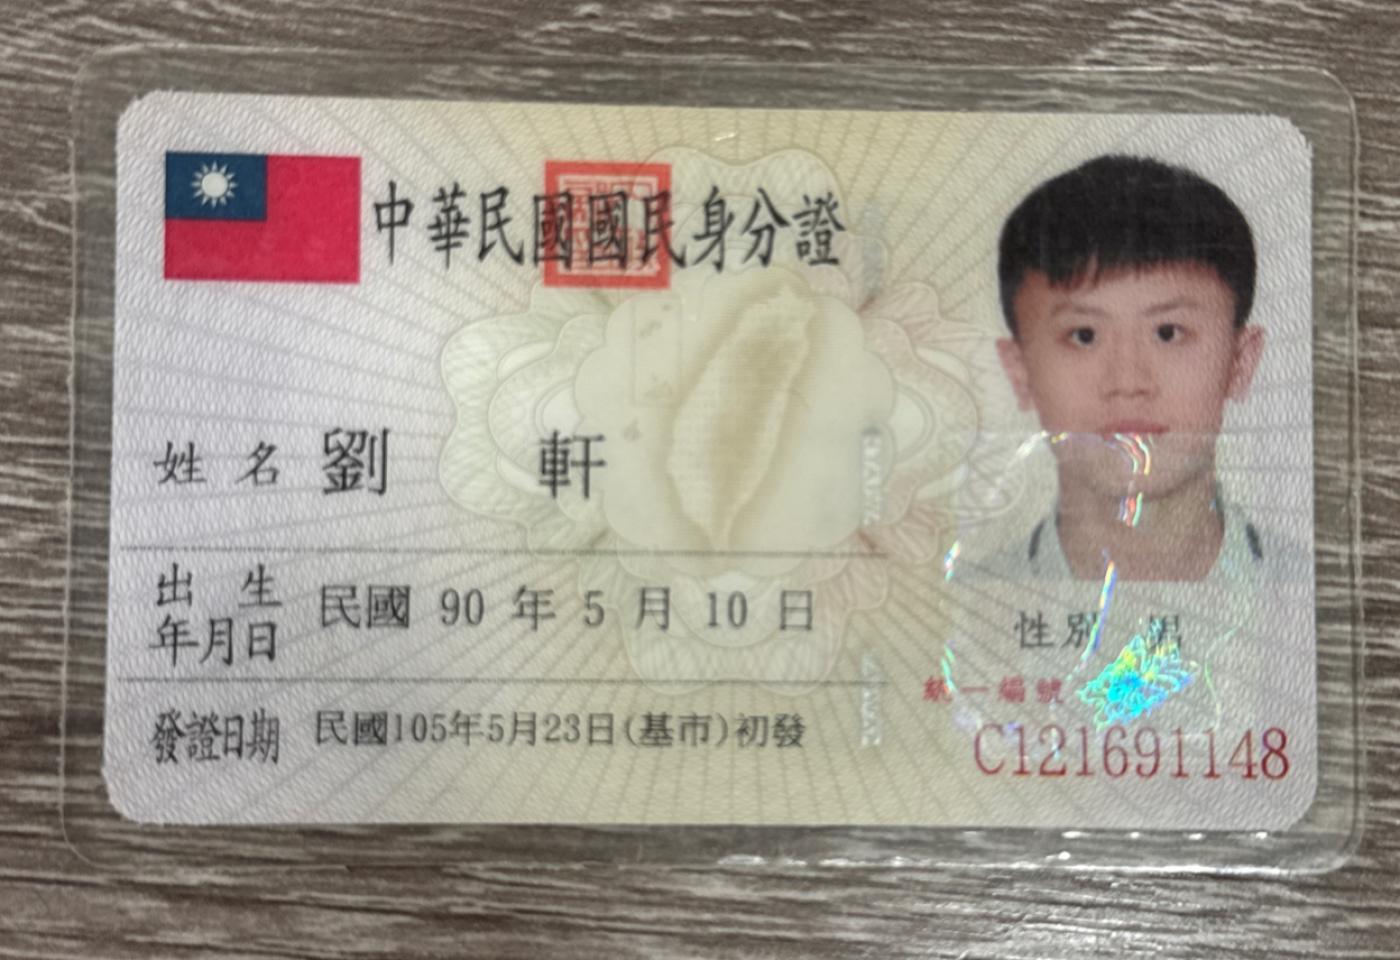 中華民國國民身分證
姓名 劉 軒
出生年月日 民國 90 年 5 月 10 日
發證日期 民國105年5月23日(基市)初發
性別 男
統一編號
C121691148